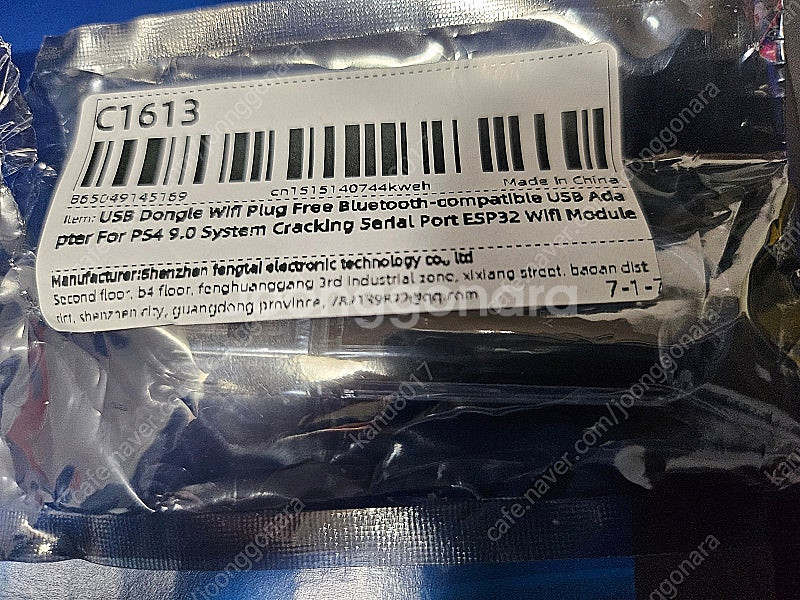 C1613
865049145169
cn1515140744kweh
Made In China
Item: USB Dongle Wifi Plug Free Bluetooth-compatible USB Ada
pter For PS4 9.0 System Cracking Serial Port ESP32 Wifi Module
Manufacturer:Shenzhen fengtai electronic technology co., ltd
Second floor, b4 floor, fenghuanggang 3rd industrial zone, xixiang street, baoan dist
rict, shenzhen city, guangdong province,
7-1-7
joonggonara
cafe.naver.com/joonggonara
kanu8017